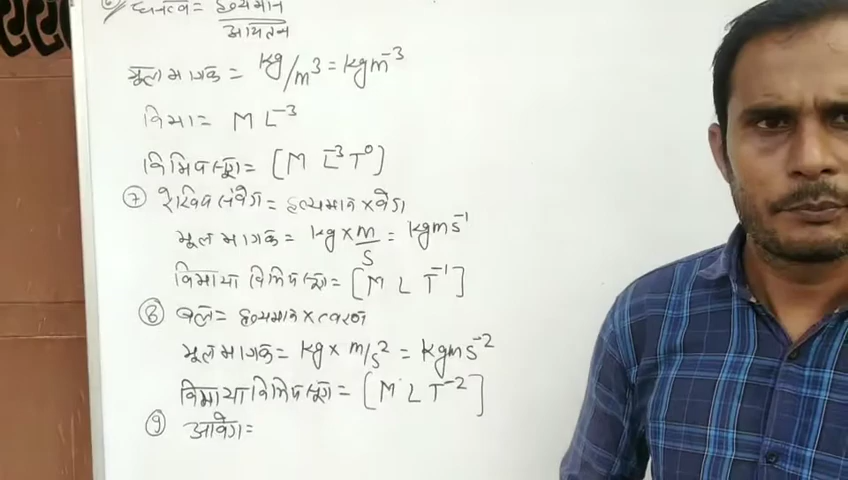 ⑥ घनत्व = द्रव्यमान / आयतन
मूल मात्रक = kg/m³ = kgm⁻³
विमा = M L⁻³
विमिय सूत्र = [M L⁻³ T⁰]
⑦ रेखिय संवेग = द्रव्यमान × वेग
मूल मात्रक = kg × m/s = kgms⁻¹
विमाया विमिय सूत्र = [M L T⁻¹]
⑧ बल = द्रव्यमान × त्वरण
मूल मात्रक = kg × m/s² = kgms⁻²
विमाया विमिय सूत्र = [M L T⁻²]
⑨ आवेग =